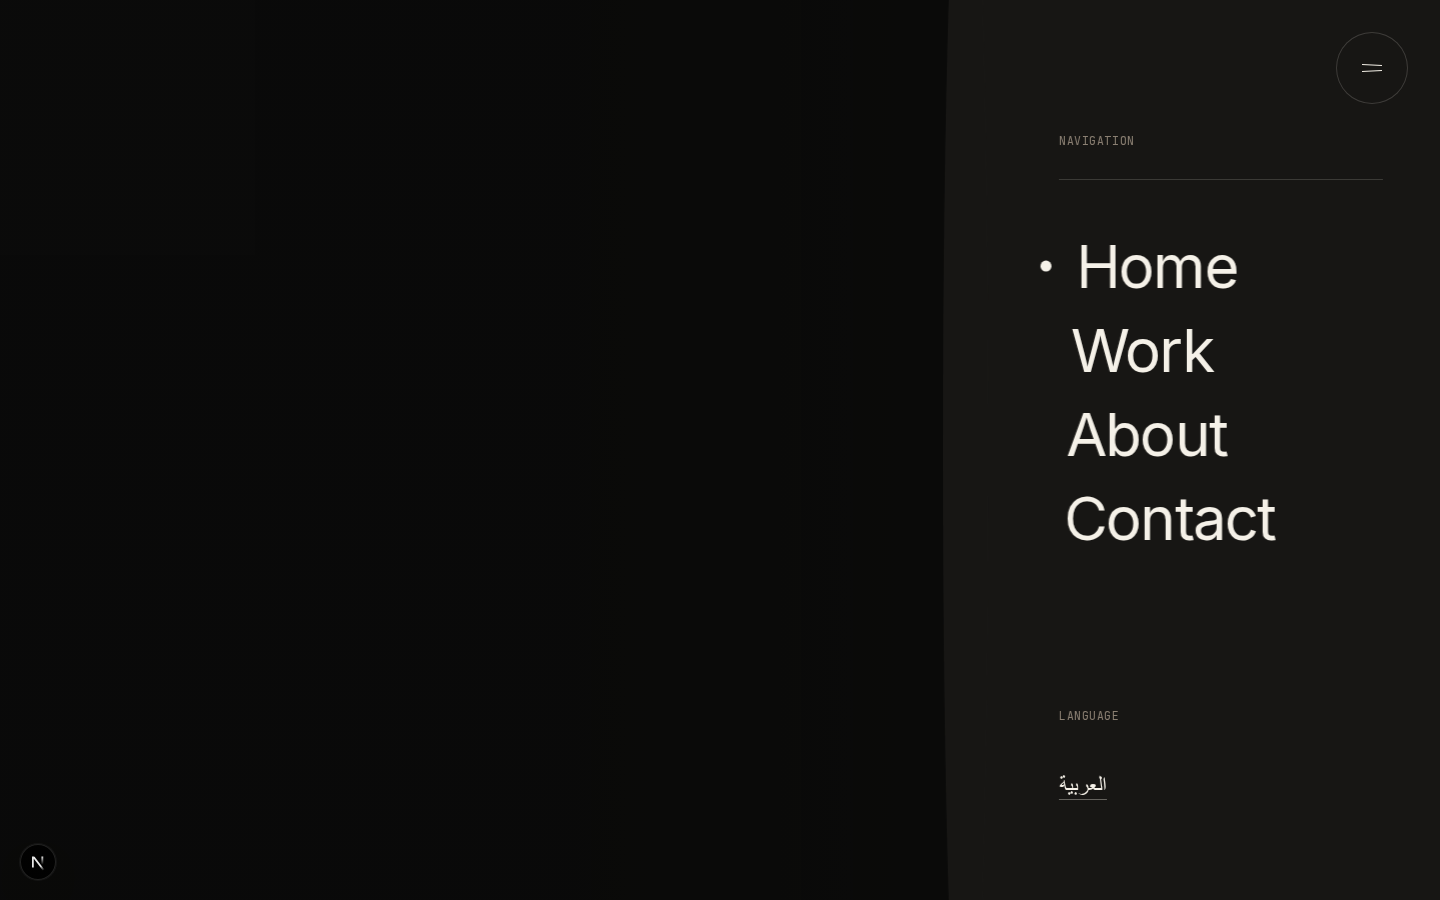 NAVIGATION
Home
Work
About
Contact
LANGUAGE
العربية
N